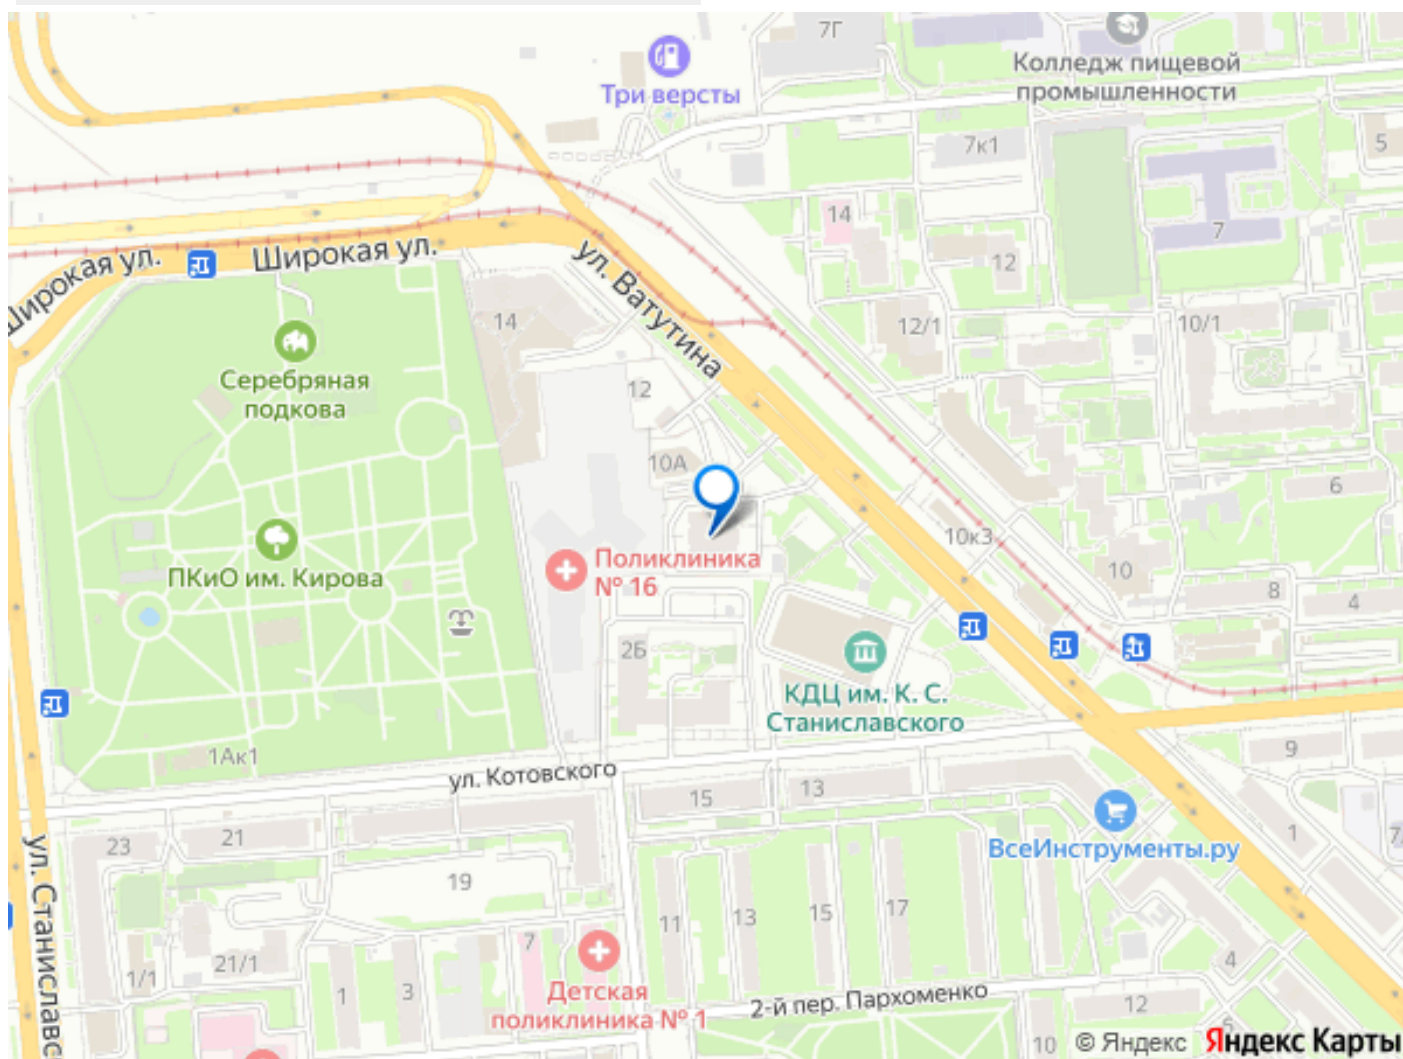 7Г
Колледж пищевой
промышленности
Три версты
5
7к1
14
7
Широкая ул.
Широкая ул.
ул. Ватутина
12
14
12/1
10/1
Серебряная
подкова
12
10А
6
10к3
Поликлиника
№ 16
ПКиО им. Кирова
10
8
4
2Б
КДЦ им. К. С.
Станиславского
1Ак1
9
ул. Котовского
15
13
23
21
1
ВсеИнструменты.ру
ул. Станиславс
19
11
13
15
17
7
4
1/1
21/1
1
3
Детская
поликлиника № 1
2-й пер. Пархоменко
12
10
© Яндекс Яндекс Карты